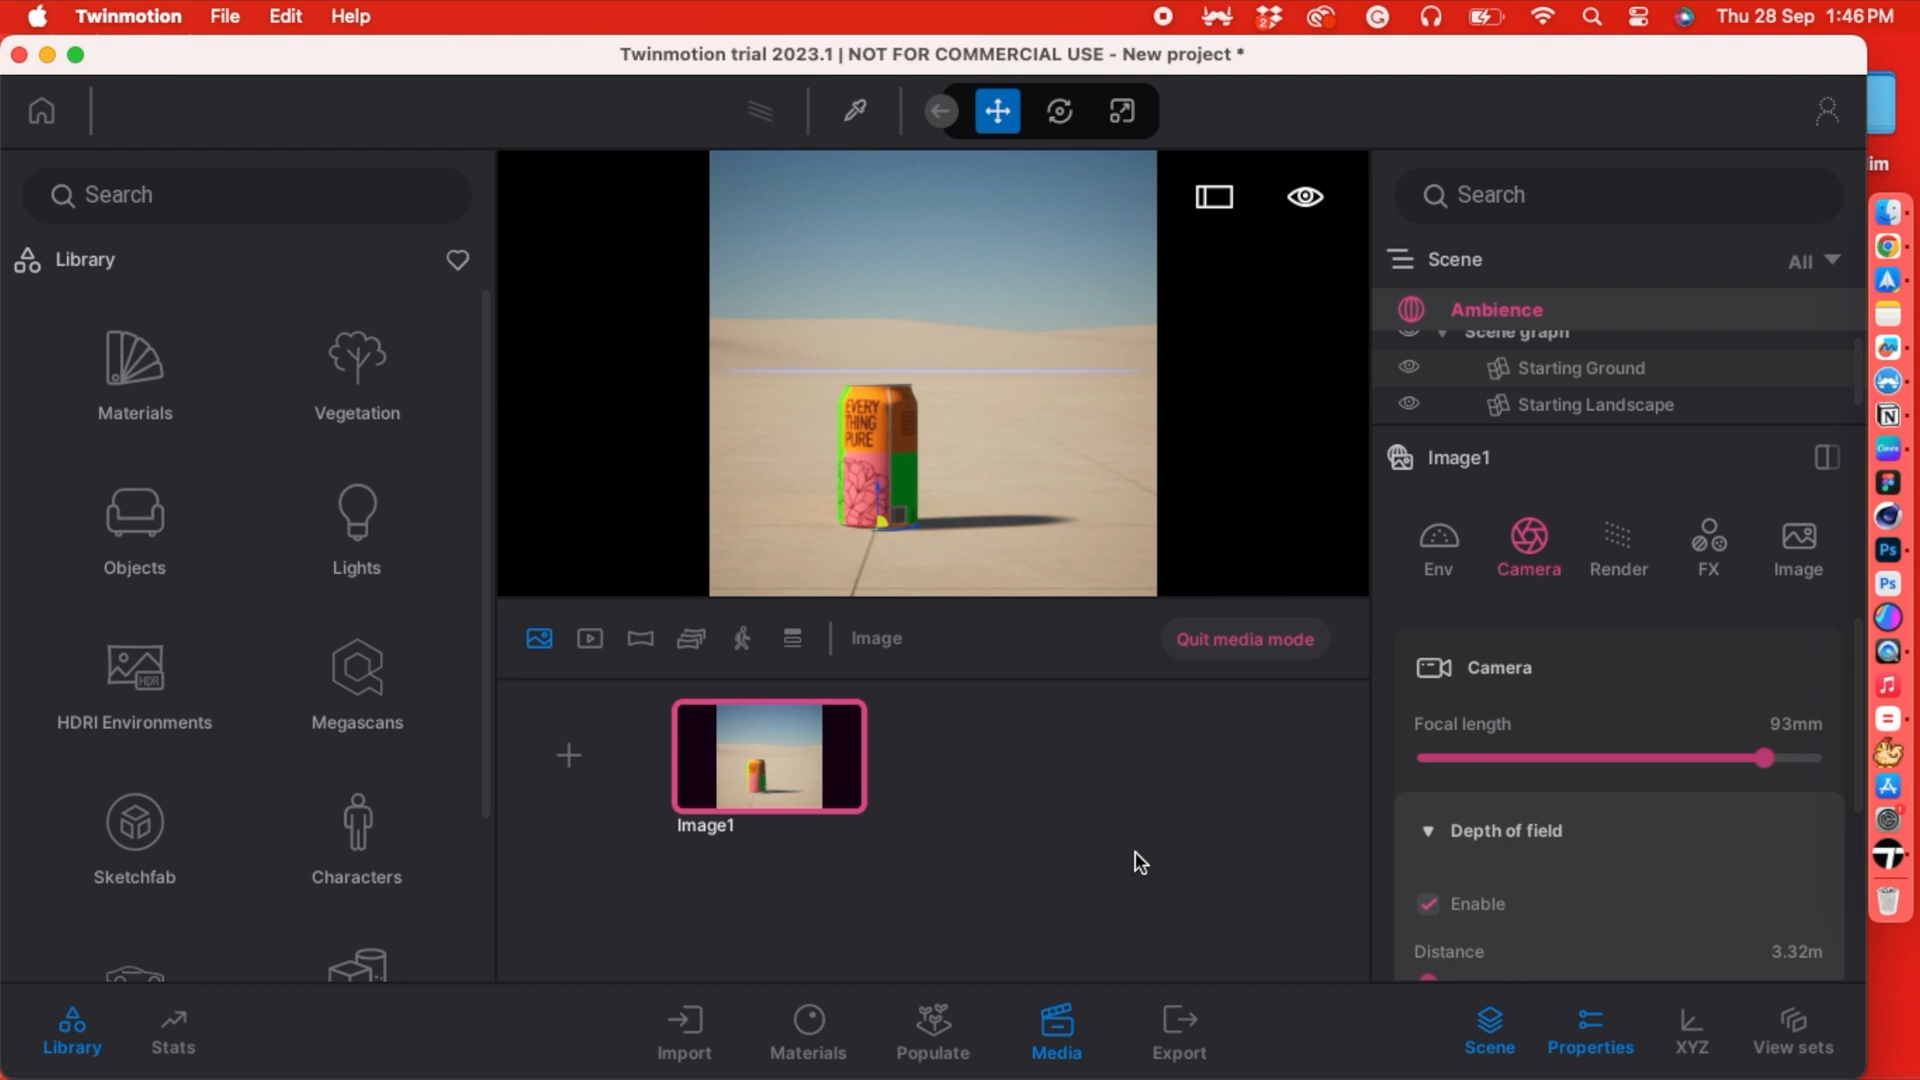 Twinmotion File Edit Help
Thu 28 Sep 1:46 PM
Twinmotion trial 2023.1 | NOT FOR COMMERCIAL USE - New project *
Search
Library
Materials Vegetation
Objects Lights
HDR
HDRI Environments Megascans
Sketchfab Characters
EVERY
THING
PURE
Image Quit media mode
Image1
Search
Scene All
Ambience
Scene graph
Starting Ground
Starting Landscape
Image1
Env Camera Render FX Image
Camera
Focal length 93mm
Depth of field
Enable
Distance 3.32m
im
Ps
Ps
Library Stats Import Materials Populate Media Export Scene Properties XYZ View sets